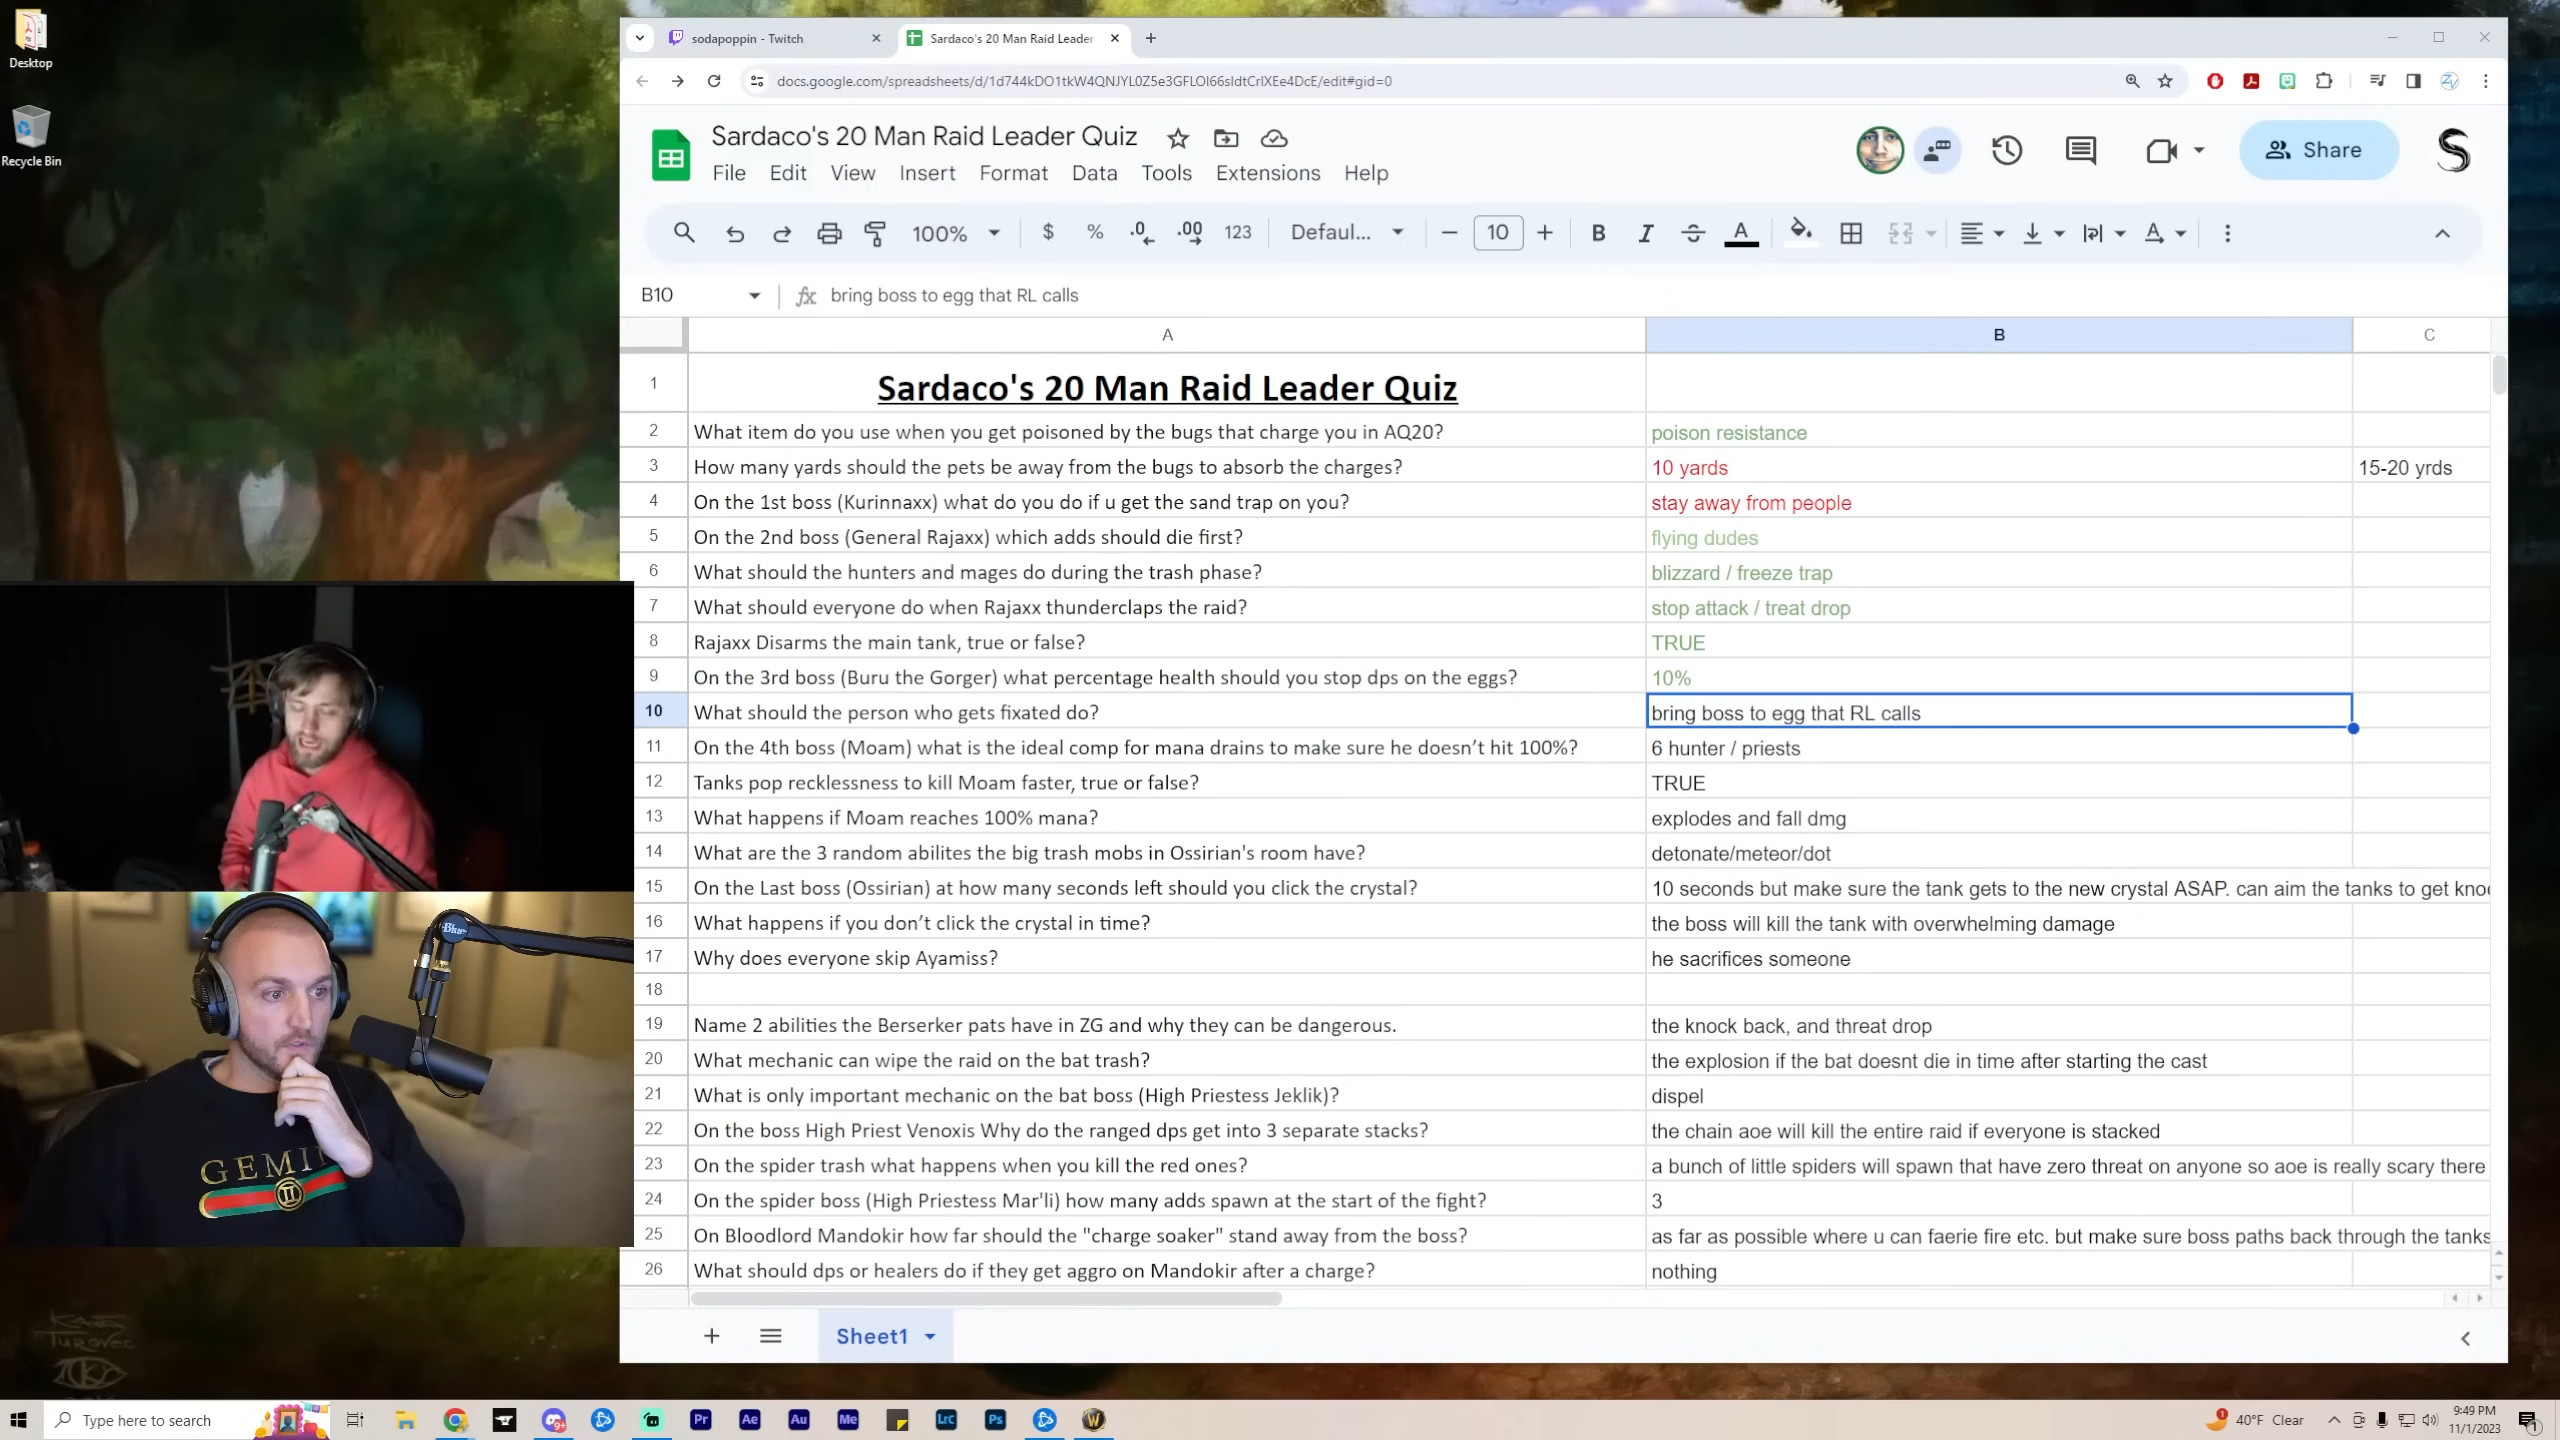 Desktop
Recycle Bin
sodapoppin - Twitch
Sardaco's 20 Man Raid Leader
docs.google.com/spreadsheets/d/1d744kDO1tkW4QNJYL0Z5e3GFLOI66sIdtCrIXEe4DcE/edit#gid=0
Sardaco's 20 Man Raid Leader Quiz
File Edit View Insert Format Data Tools Extensions Help
Share
100% $ % .0 .00 123 Defaul... 10 B I A
B10 fx bring boss to egg that RL calls
A B C
1 Sardaco's 20 Man Raid Leader Quiz
2 What item do you use when you get poisoned by the bugs that charge you in AQ20? poison resistance
3 How many yards should the pets be away from the bugs to absorb the charges? 10 yards 15-20 yrds
4 On the 1st boss (Kurinnaxx) what do you do if u get the sand trap on you? stay away from people
5 On the 2nd boss (General Rajaxx) which adds should die first? flying dudes
6 What should the hunters and mages do during the trash phase? blizzard / freeze trap
7 What should everyone do when Rajaxx thunderclaps the raid? stop attack / treat drop
8 Rajaxx Disarms the main tank, true or false? TRUE
9 On the 3rd boss (Buru the Gorger) what percentage health should you stop dps on the eggs? 10%
10 What should the person who gets fixated do? bring boss to egg that RL calls
11 On the 4th boss (Moam) what is the ideal comp for mana drains to make sure he doesn't hit 100%? 6 hunter / priests
12 Tanks pop recklessness to kill Moam faster, true or false? TRUE
13 What happens if Moam reaches 100% mana? explodes and fall dmg
14 What are the 3 random abilites the big trash mobs in Ossirian's room have? detonate/meteor/dot
15 On the Last boss (Ossirian) at how many seconds left should you click the crystal? 10 seconds but make sure the tank gets to the new crystal ASAP. can aim the tanks to get knoc
16 What happens if you don't click the crystal in time? the boss will kill the tank with overwhelming damage
17 Why does everyone skip Ayamiss? he sacrifices someone
18
19 Name 2 abilities the Berserker pats have in ZG and why they can be dangerous. the knock back, and threat drop
20 What mechanic can wipe the raid on the bat trash? the explosion if the bat doesnt die in time after starting the cast
21 What is only important mechanic on the bat boss (High Priestess Jeklik)? dispel
22 On the boss High Priest Venoxis Why do the ranged dps get into 3 separate stacks? the chain aoe will kill the entire raid if everyone is stacked
23 On the spider trash what happens when you kill the red ones? a bunch of little spiders will spawn that have zero threat on anyone so aoe is really scary there
24 On the spider boss (High Priestess Mar'li) how many adds spawn at the start of the fight? 3
25 On Bloodlord Mandokir how far should the "charge soaker" stand away from the boss? as far as possible where u can faerie fire etc. but make sure boss paths back through the tanks
26 What should dps or healers do if they get aggro on Mandokir after a charge? nothing
Blue
GEMINI
Sheet1
TUROVEC
Type here to search
Pr Ae Au Me LrC Ps
40°F Clear
9:49 PM
11/1/2023